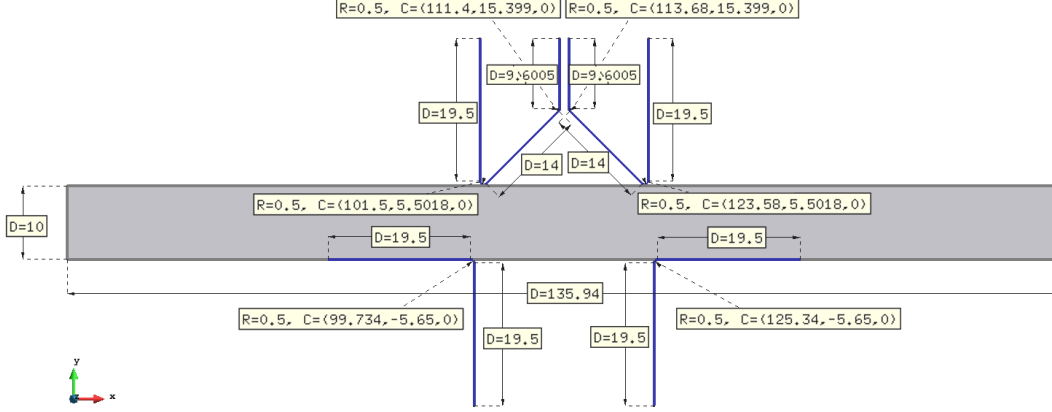 R=0.5, C=(111.4,15.399,0)
R=0.5, C=(113.68,15.399,0)
D=9.6005
D=9.6005
D=19.5
D=19.5
D=14
D=14
R=0.5, C=(101.5,5.5018,0)
R=0.5, C=(123.58,5.5018,0)
D=10
D=19.5
D=19.5
D=135.94
R=0.5, C=(99.734,-5.65,0)
R=0.5, C=(125.34,-5.65,0)
D=19.5
D=19.5
y
x